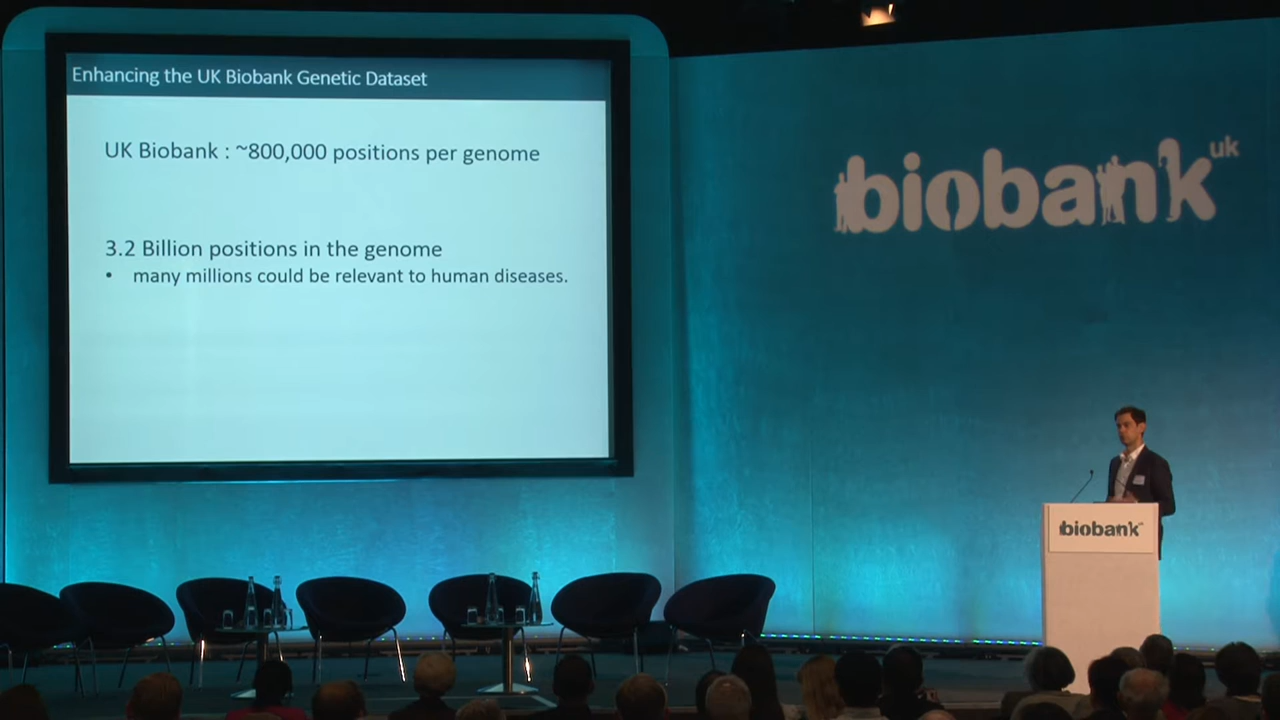 Enhancing the UK Biobank Genetic Dataset
UK Biobank : ~800,000 positions per genome
3.2 Billion positions in the genome
• many millions could be relevant to human diseases.
biobank uk
biobank